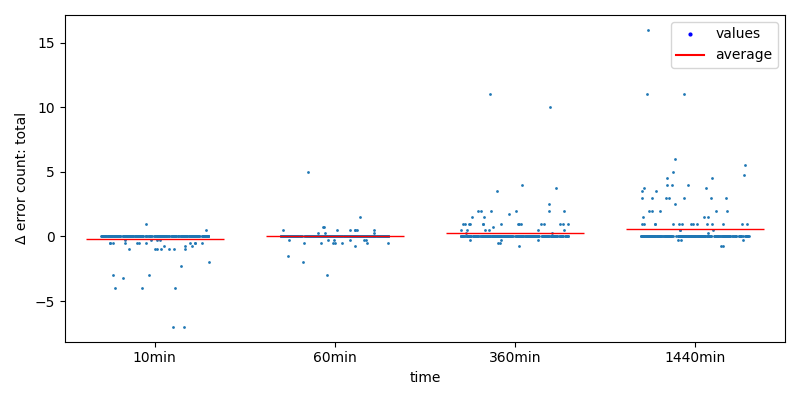 values
average
15
10
5
0
−5
Δ error count: total
10min
60min
360min
1440min
time